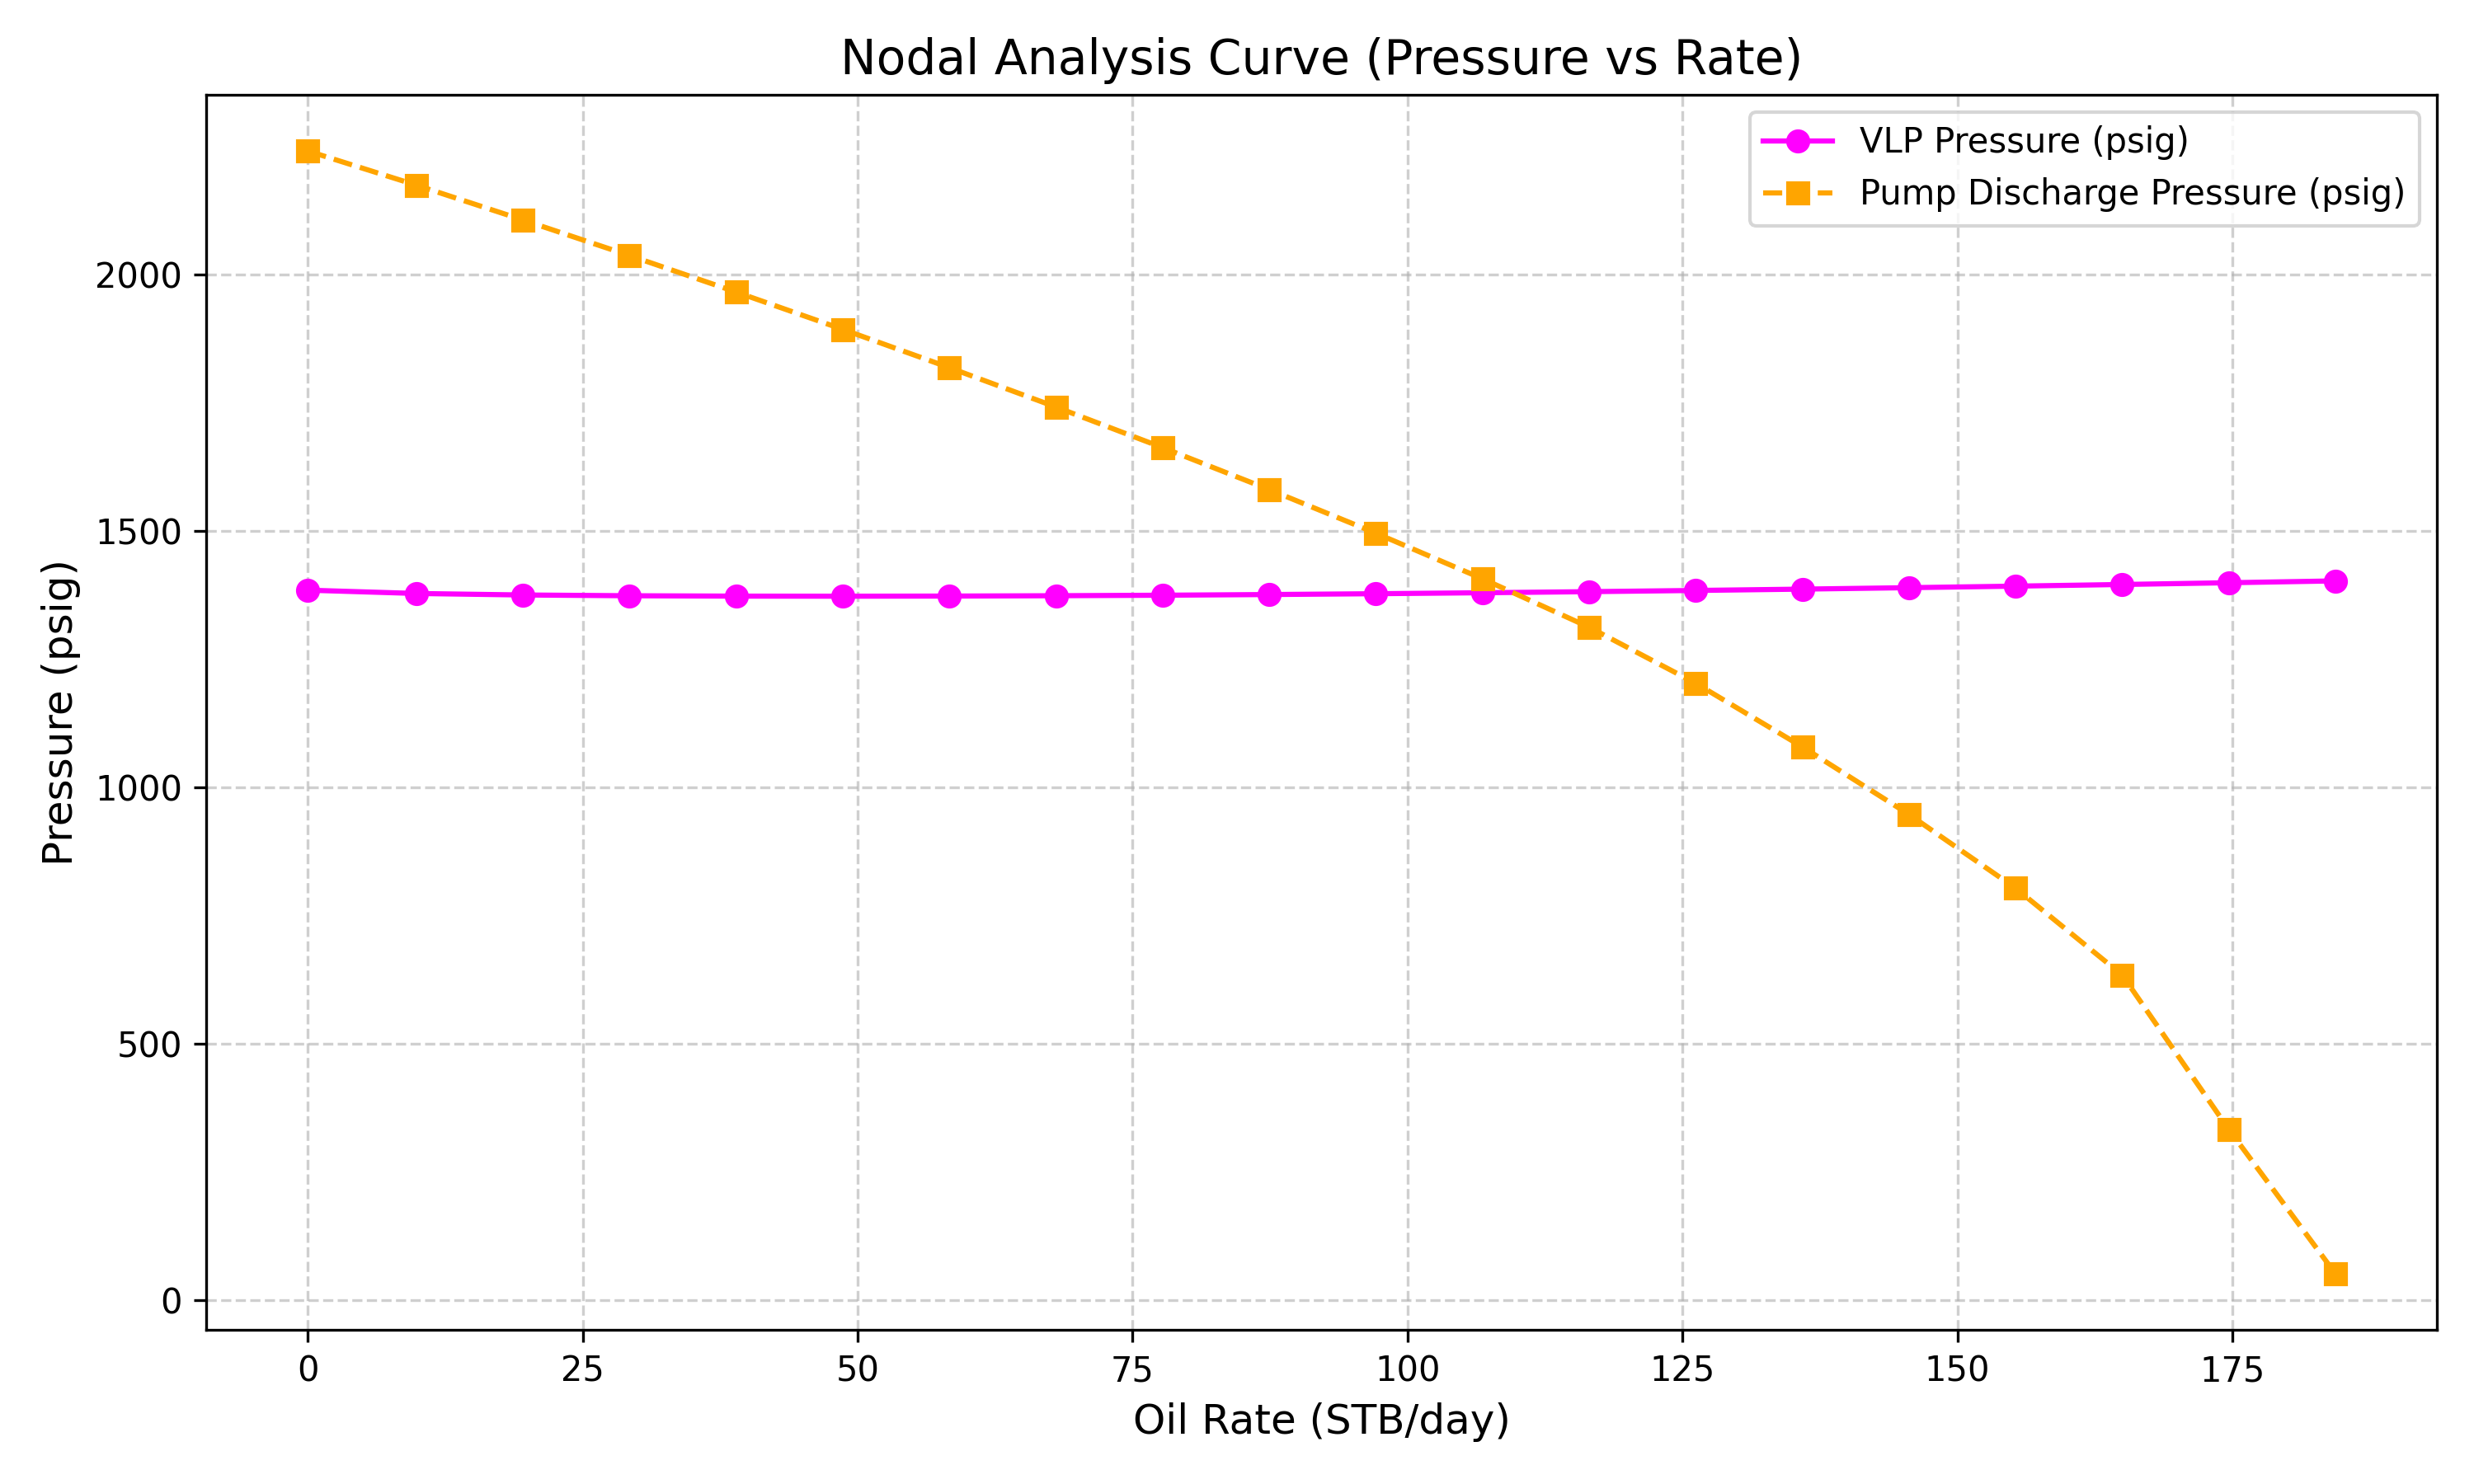 Nodal Analysis Curve (Pressure vs Rate)
VLP Pressure (psig)
Pump Discharge Pressure (psig)
Pressure (psig)
2000
1500
1000
500
0
0 25 50 75 100 125 150 175
Oil Rate (STB/day)